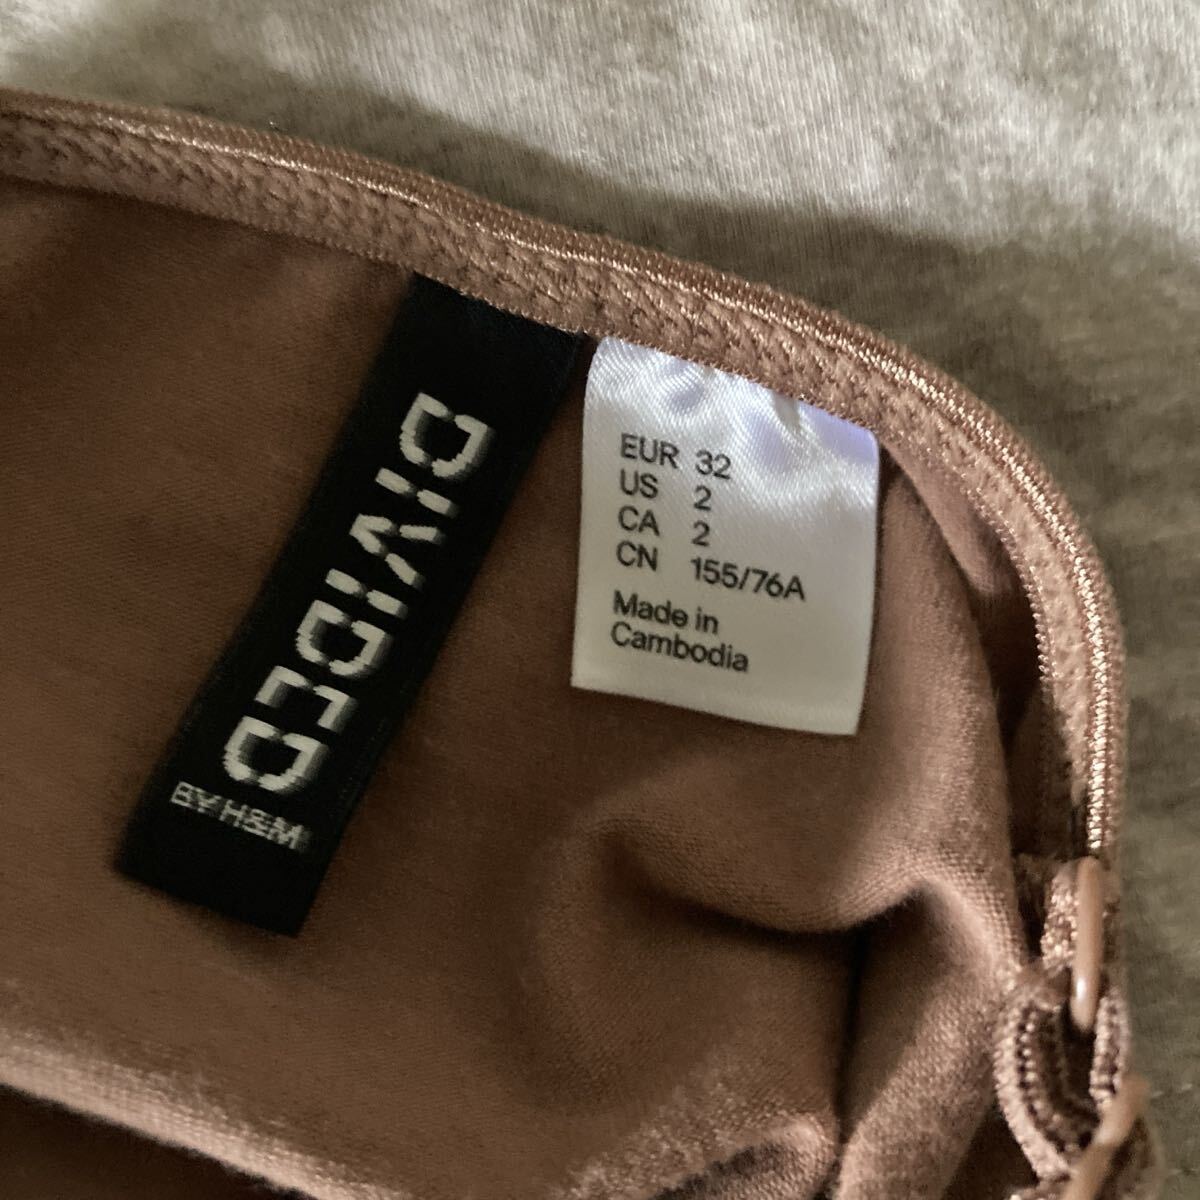 DIVIDED
BY H&M
EUR 32
US 2
CA 2
CN 155/76A
Made in
Cambodia